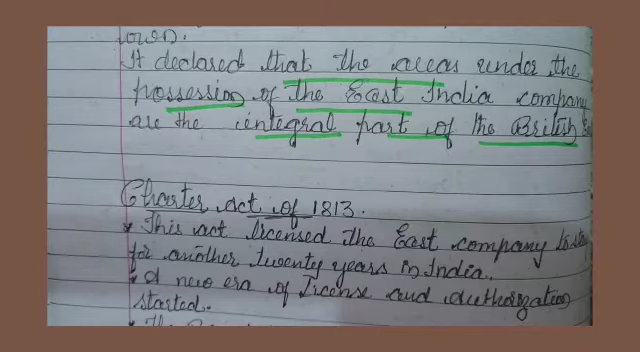 own.
It declared that the areas under the
possession of the East India company
are the integral part of the British
Charter act of 1813.
This act licensed the East company to
for another twenty years in India.
A new era of License and authorization
started.